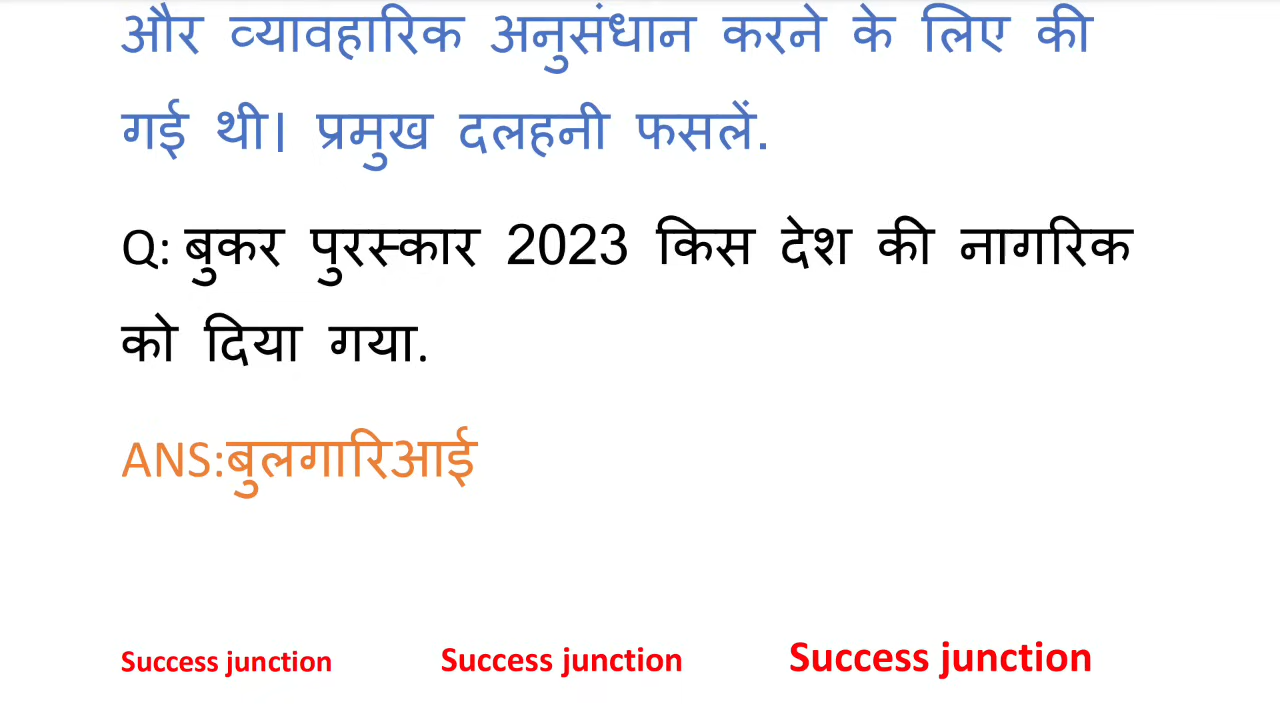 और व्यावहारिक अनुसंधान करने के लिए की
गई थी। प्रमुख दलहनी फसलें.
Q: बुकर पुरस्कार 2023 किस देश की नागरिक
को दिया गया.
ANS:बुलगारिआई
Success junction Success junction Success junction